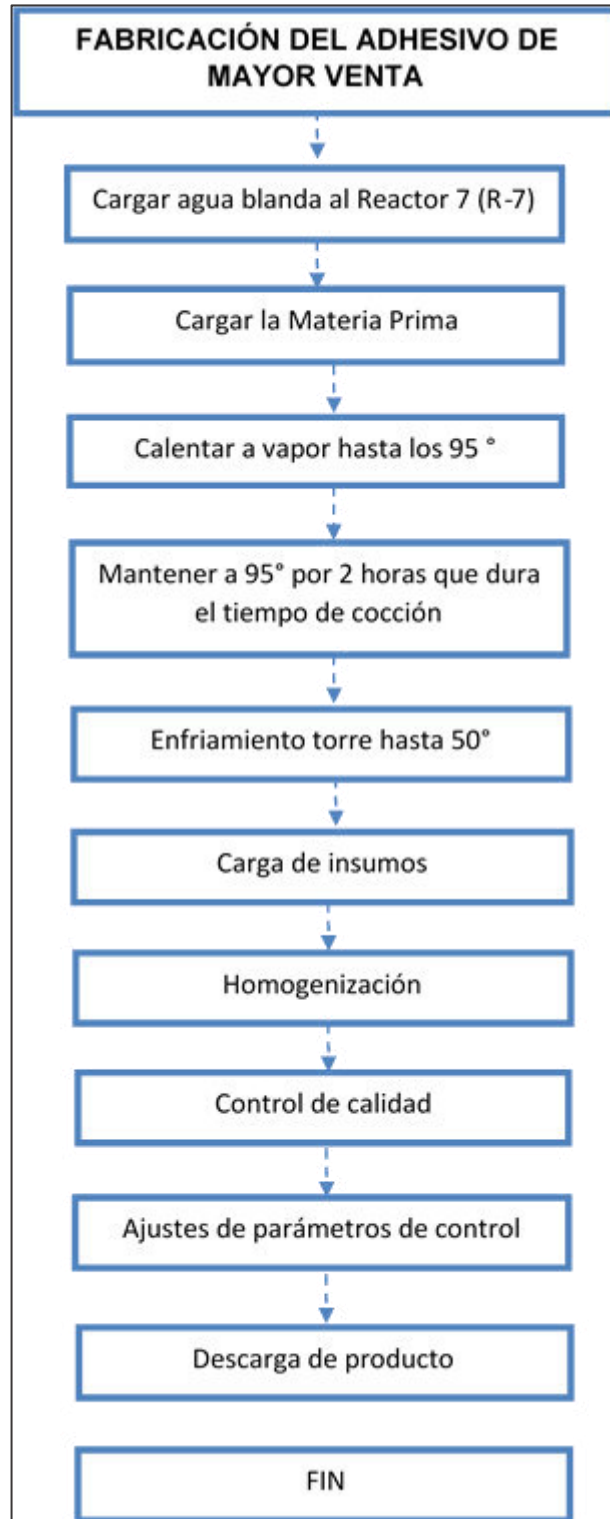 FABRICACIÓN DEL ADHESIVO DE
MAYOR VENTA
Cargar agua blanda al Reactor 7 (R-7)
Cargar la Materia Prima
Calentar a vapor hasta los 95 °
Mantener a 95° por 2 horas que dura
el tiempo de cocción
Enfriamiento torre hasta 50°
Carga de insumos
Homogenización
Control de calidad
Ajustes de parámetros de control
Descarga de producto
FIN